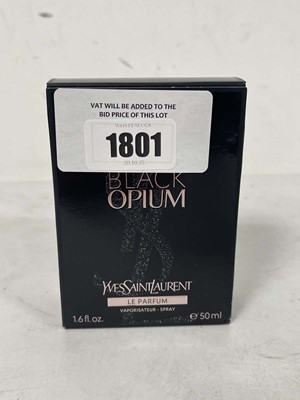 VAT WILL BE ADDED TO THE
BID PRICE OF THIS LOT
1801
BLACK
OPIUM
YVESSAINTLAURENT
LE PARFUM
VAPORISATEUR - SPRAY
1.6 fl. oz. e 50 ml